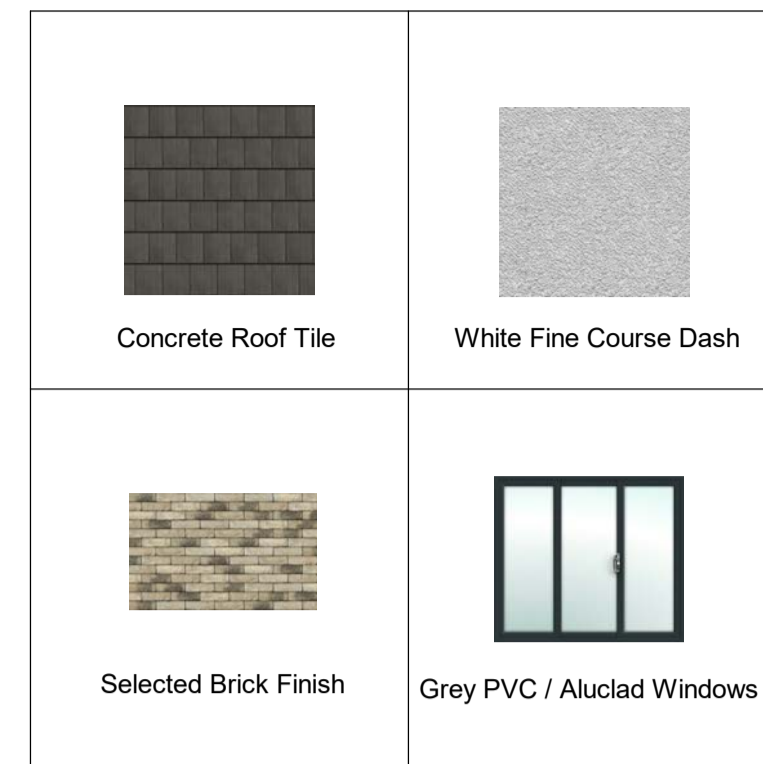 Concrete Roof Tile
White Fine Course Dash
Selected Brick Finish
Grey PVC / Aluclad Windows